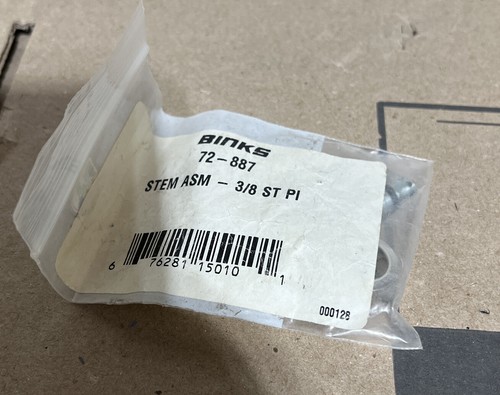 BINKS
72-887
STEM ASM - 3/8 ST PI
6 76281 15010 1
000128